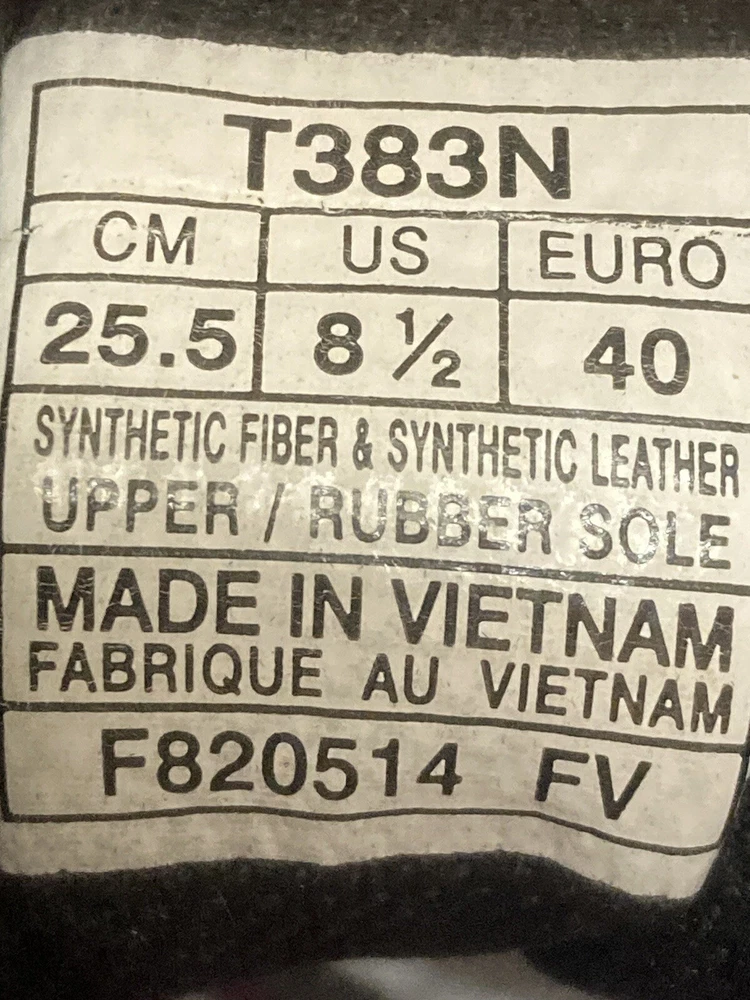 T383N
CM US EURO
25.5 8 ½ 40
SYNTHETIC FIBER & SYNTHETIC LEATHER
UPPER / RUBBER SOLE
MADE IN VIETNAM
FABRIQUE AU VIETNAM
F820514 FV